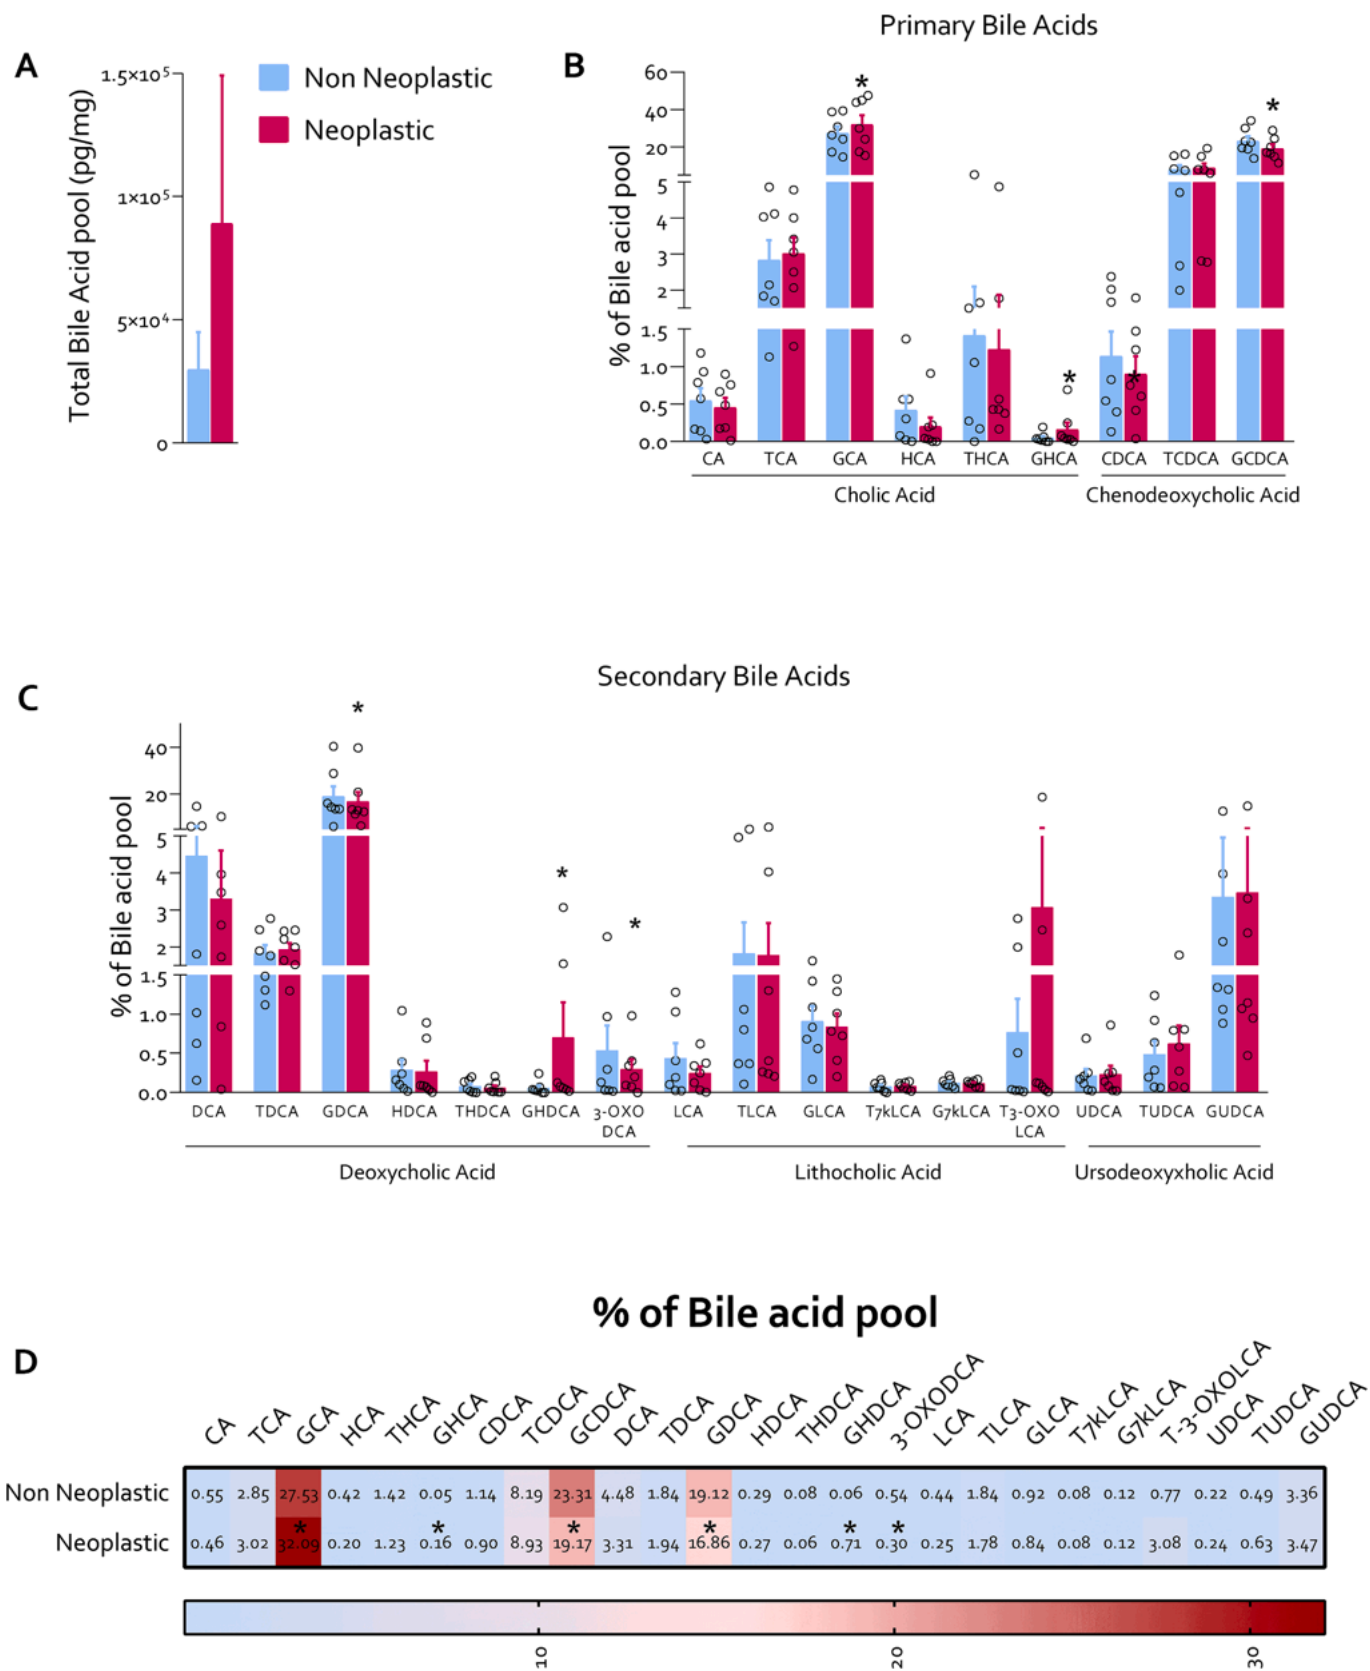 A
Total Bile Acid pool (pg/mg)
1.5×10⁵
1×10⁵
5×10⁴
0
Non Neoplastic
Neoplastic
Primary Bile Acids
B
% of Bile acid pool
60
40
20
5
4
3
2
1.5
1.0
0.5
0.0
* * * *
CA TCA GCA HCA THCA GHCA CDCA TCDCA GCDCA
Cholic Acid Chenodeoxycholic Acid
Secondary Bile Acids
C
% of Bile acid pool
40
20
5
4
3
2
1.5
1.0
0.5
0.0
* * *
DCA TDCA GDCA HDCA THDCA GHDCA 3-OXO LCA TLCA GLCA T7kLCA G7kLCA T3-OXO UDCA TUDCA GUDCA
DCA LCA
Deoxycholic Acid Lithocholic Acid Ursodeoxyxholic Acid
% of Bile acid pool
D
CA TCA GCA HCA THCA GHCA CDCA TCDCA GCDCA DCA TDCA GDCA HDCA THDCA GHDCA 3-OXODCA LCA TLCA GLCA T7kLCA G7kLCA T-3-OXOLCA UDCA TUDCA GUDCA
Non Neoplastic 0.55 2.85 27.53 0.42 1.42 0.05 1.14 8.19 23.31 4.48 1.84 19.12 0.29 0.08 0.06 0.54 0.44 1.84 0.92 0.08 0.12 0.77 0.22 0.49 3.36
* * * * * *
Neoplastic 0.46 3.02 32.09 0.20 1.23 0.16 0.90 8.93 19.17 3.31 1.94 16.86 0.27 0.06 0.71 0.30 0.25 1.78 0.84 0.08 0.12 3.08 0.24 0.63 3.47
10 20 30